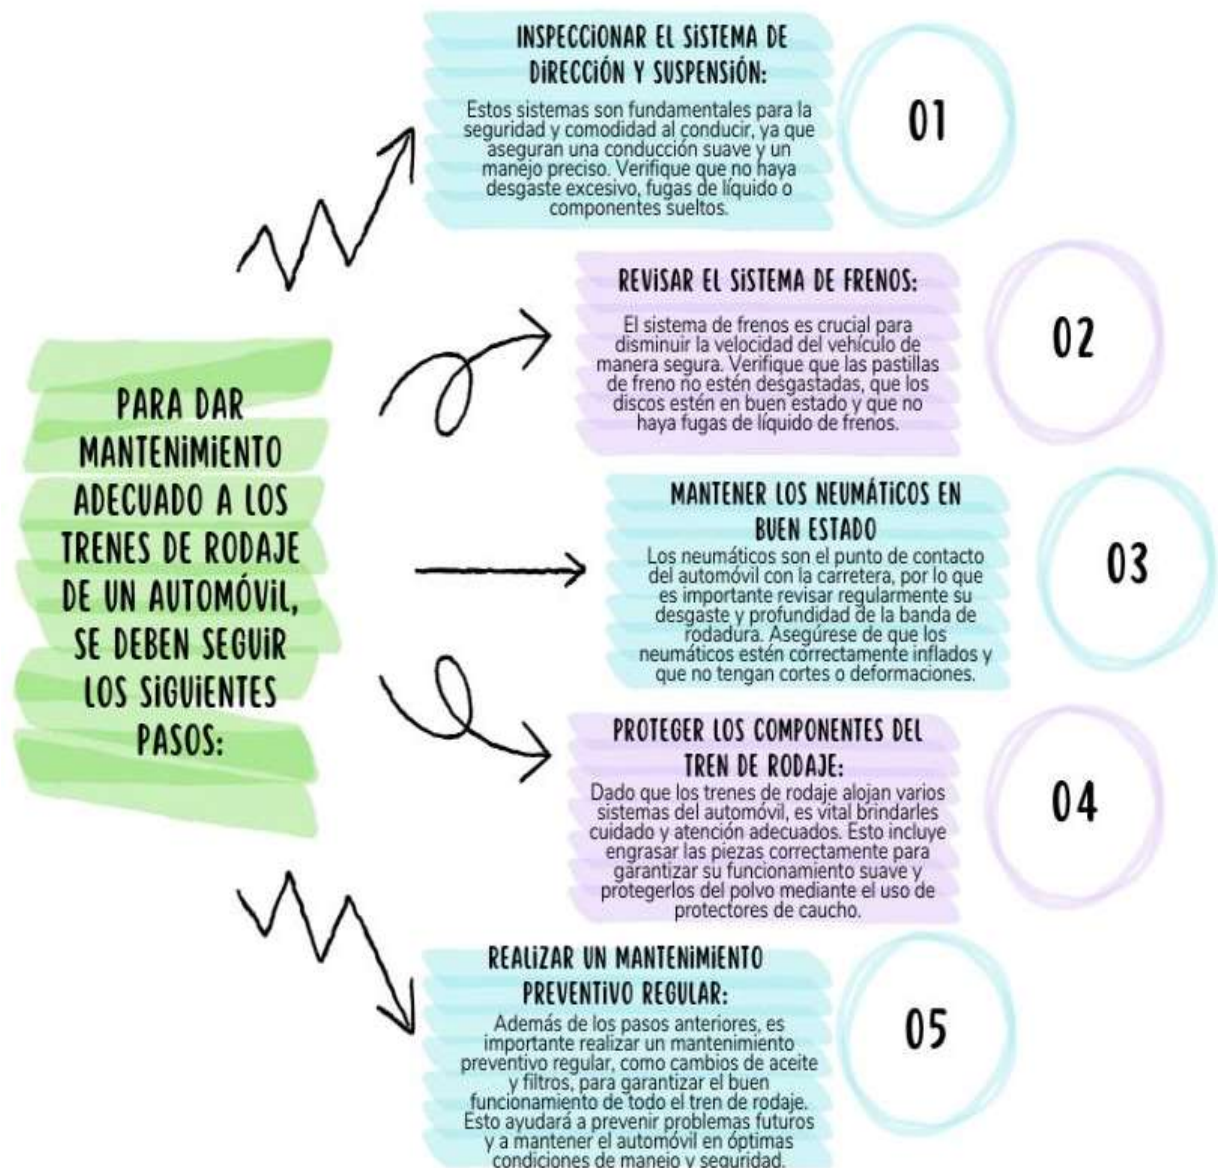 INSPECCIONAR EL SISTEMA DE
DIRECCIÓN Y SUSPENSIÓN:
Estos sistemas son fundamentales para la
seguridad y comodidad al conducir, ya que
aseguran una conducción suave y un
manejo preciso. Verifique que no haya
desgaste excesivo, fugas de líquido o
componentes sueltos.
01
REVISAR EL SISTEMA DE FRENOS:
El sistema de frenos es crucial para
disminuir la velocidad del vehículo de
manera segura. Verifique que las pastillas
de freno no estén desgastadas, que los
discos estén en buen estado y que no
haya fugas de líquido de frenos.
02
PARA DAR
MANTENIMIENTO
ADECUADO A LOS
TRENES DE RODAJE
DE UN AUTOMÓVIL,
SE DEBEN SEGUIR
LOS SIGUIENTES
PASOS:
MANTENER LOS NEUMÁTICOS EN
BUEN ESTADO
Los neumáticos son el punto de contacto
del automóvil con la carretera, por lo que
es importante revisar regularmente su
desgaste y profundidad de la banda de
rodadura. Asegúrese de que los
neumáticos estén correctamente inflados y
que no tengan cortes o deformaciones.
03
PROTEGER LOS COMPONENTES DEL
TREN DE RODAJE:
Dado que los trenes de rodaje alojan varios
sistemas del automóvil, es vital brindarles
cuidado y atención adecuados. Esto incluye
engrasar las piezas correctamente para
garantizar su funcionamiento suave y
protegerlos del polvo mediante el uso de
protectores de caucho.
04
REALIZAR UN MANTENIMIENTO
PREVENTIVO REGULAR:
Además de los pasos anteriores, es
importante realizar un mantenimiento
preventivo regular, como cambios de aceite
y filtros, para garantizar el buen
funcionamiento de todo el tren de rodaje.
Esto ayudará a prevenir problemas futuros
y a mantener el automóvil en óptimas
condiciones de manejo y seguridad.
05